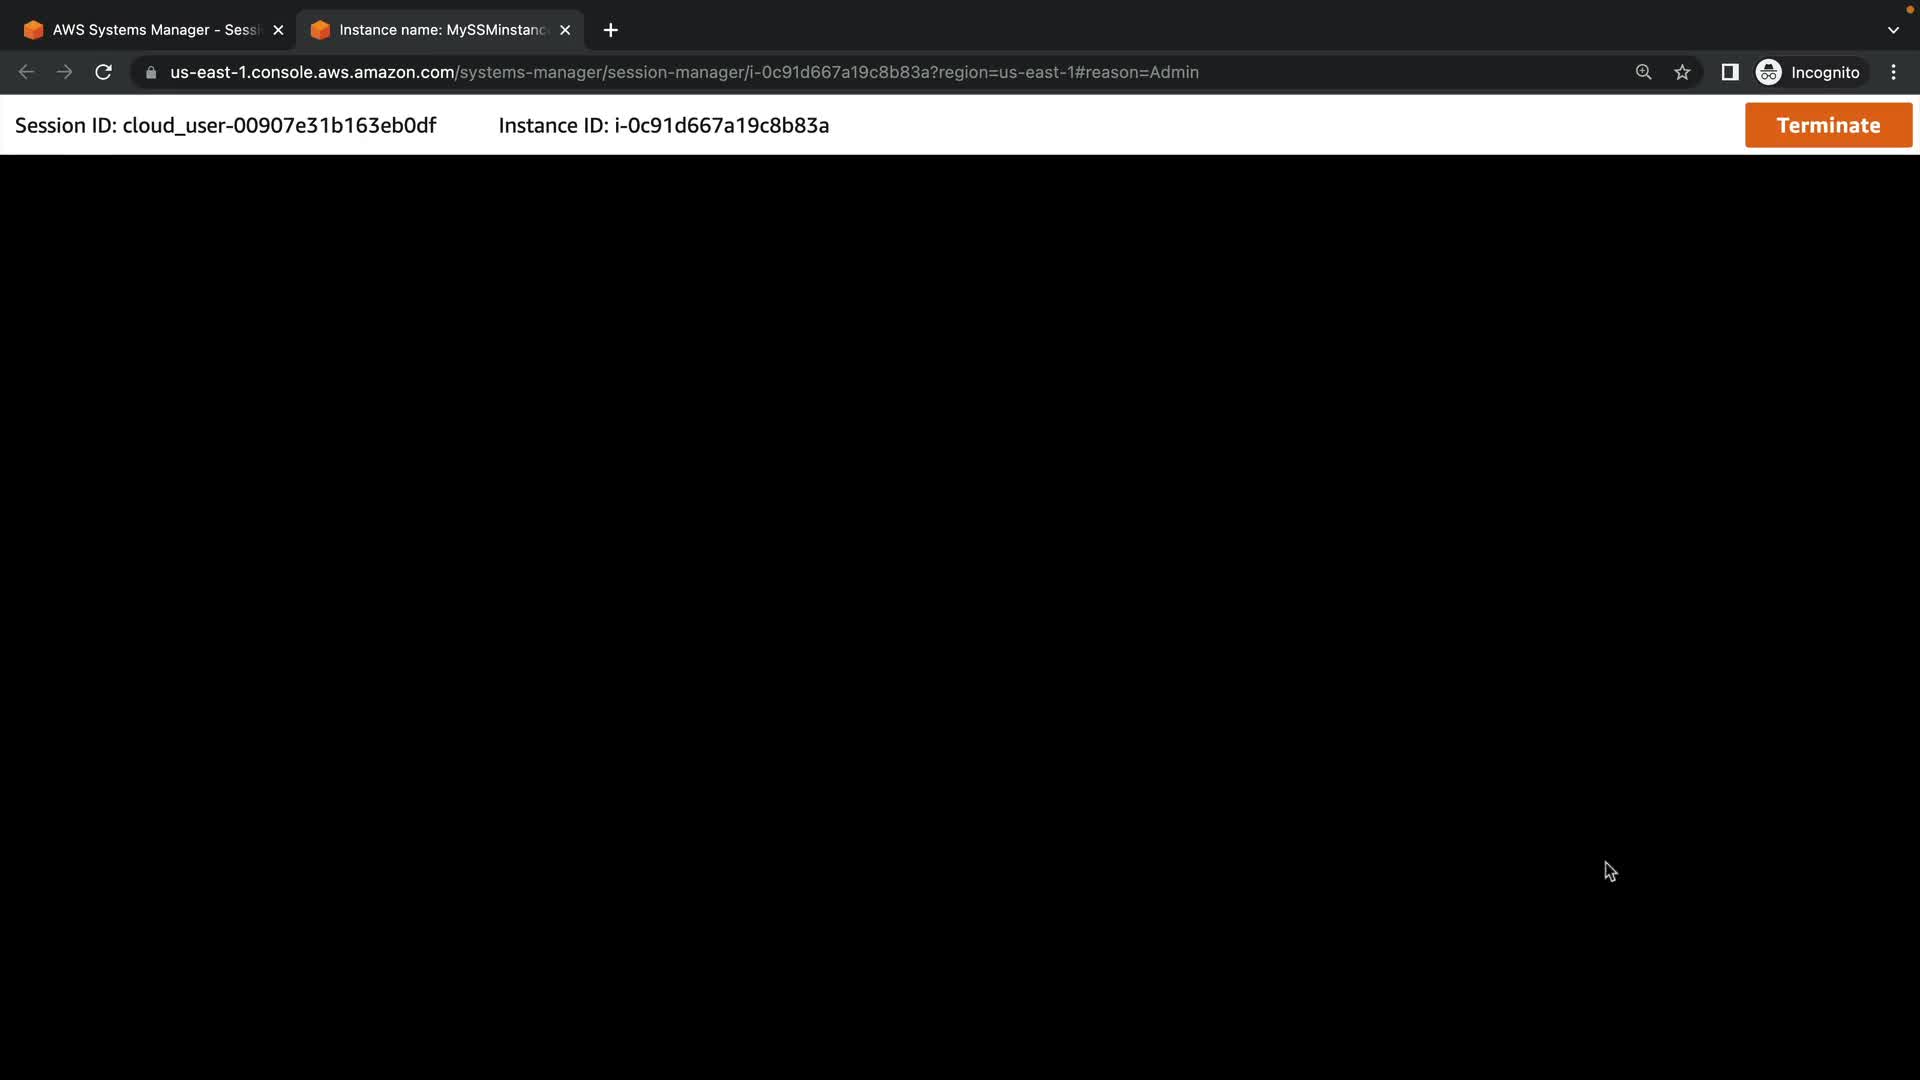 AWS Systems Manager - Sessi
Instance name: MySSMinstanc
us-east-1.console.aws.amazon.com/systems-manager/session-manager/i-0c91d667a19c8b83a?region=us-east-1#reason=Admin
Incognito
Session ID: cloud_user-00907e31b163eb0df
Instance ID: i-0c91d667a19c8b83a
Terminate